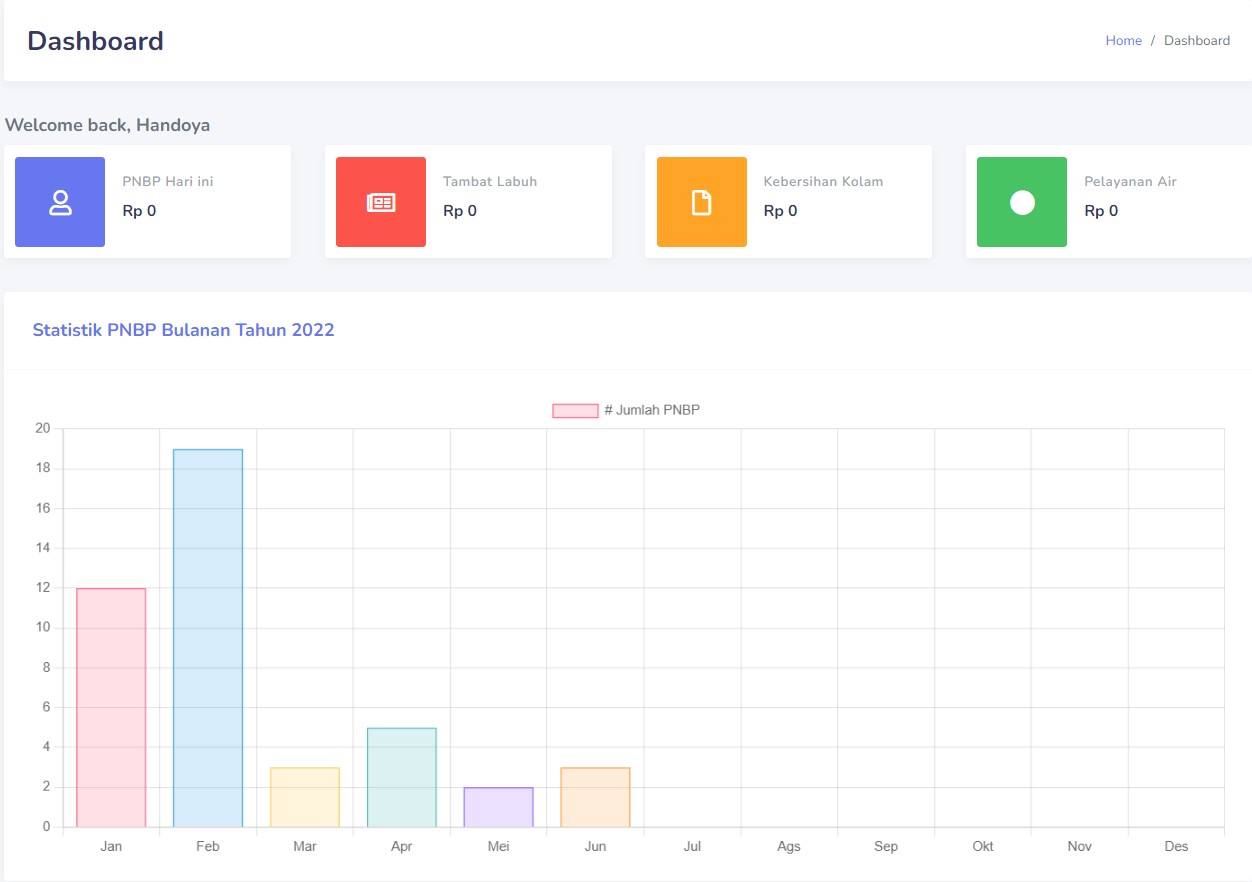 Dashboard
Home / Dashboard
Welcome back, Handoya
PNBP Hari ini
Rp 0
Tambat Labuh
Rp 0
Kebersihan Kolam
Rp 0
Pelayanan Air
Rp 0
Statistik PNBP Bulanan Tahun 2022
# Jumlah PNBP
20
18
16
14
12
10
8
6
4
2
0
Jan Feb Mar Apr Mei Jun Jul Ags Sep Okt Nov Des